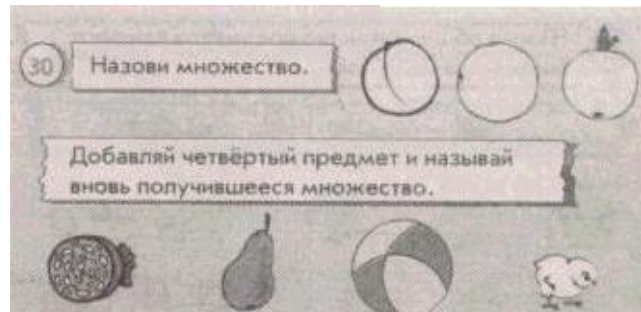 30 Назови множество.
Добавляй четвёртый предмет и называй
вновь получившееся множество.